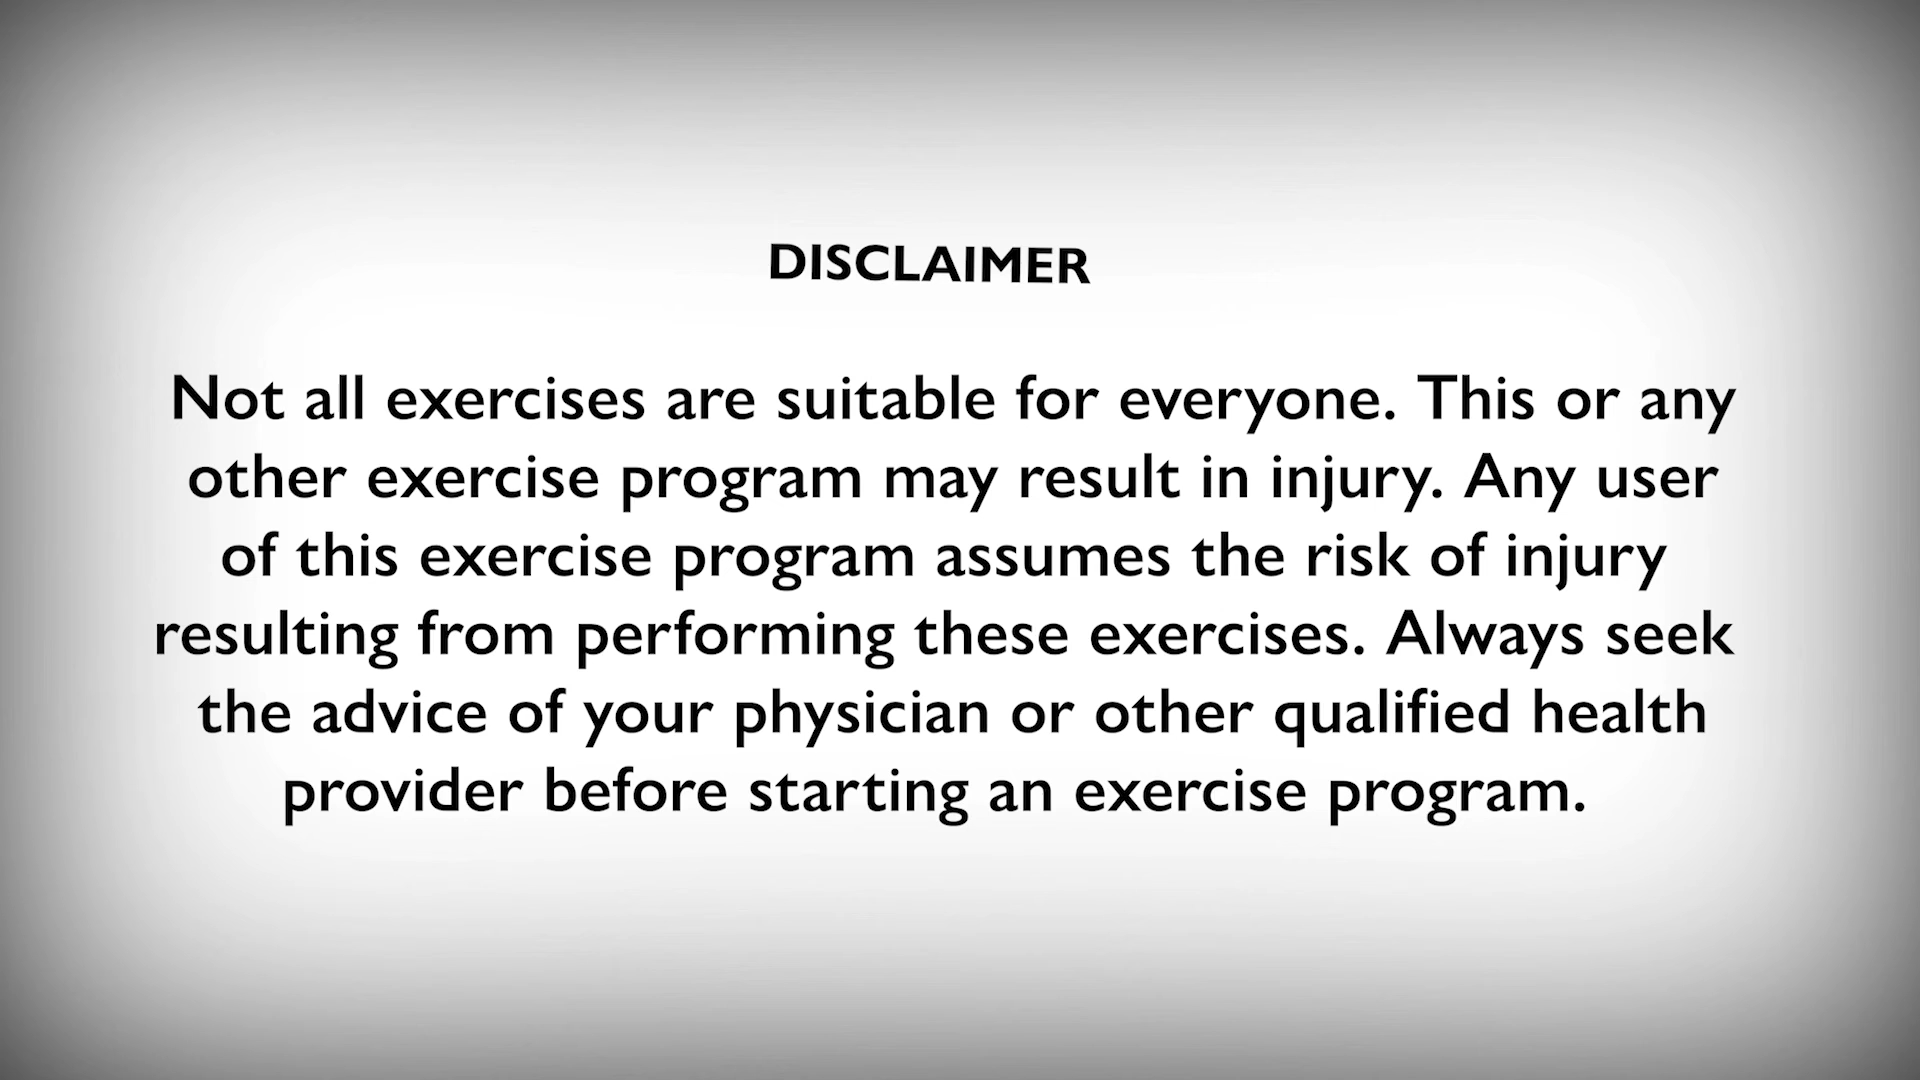 DISCLAIMER
Not all exercises are suitable for everyone. This or any
other exercise program may result in injury. Any user
of this exercise program assumes the risk of injury
resulting from performing these exercises. Always seek
the advice of your physician or other qualified health
provider before starting an exercise program.